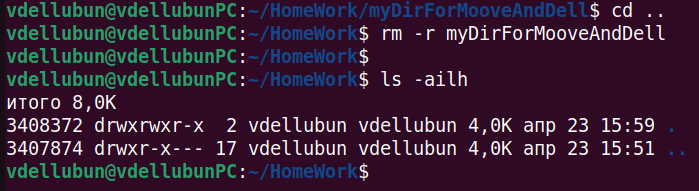 vdellubun@vdellubunPC:~/HomeWork/myDirForMooveAndDell$ cd ..
vdellubun@vdellubunPC:~/HomeWork$ rm -r myDirForMooveAndDell
vdellubun@vdellubunPC:~/HomeWork$
vdellubun@vdellubunPC:~/HomeWork$ ls -ailh
итого 8,0K
3408372 drwxrwxr-x  2 vdellubun vdellubun 4,0K апр 23 15:59 .
3407874 drwxr-x--- 17 vdellubun vdellubun 4,0K апр 23 15:51 ..
vdellubun@vdellubunPC:~/HomeWork$